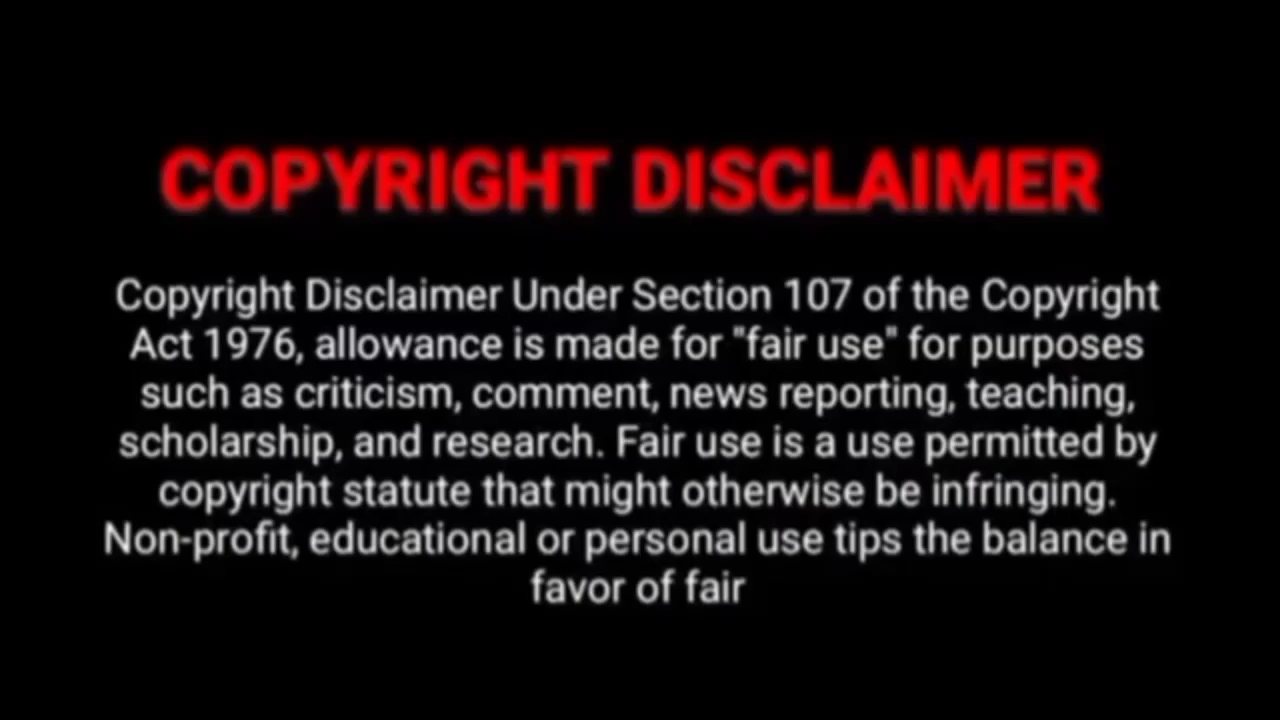 COPYRIGHT DISCLAIMER
Copyright Disclaimer Under Section 107 of the Copyright
Act 1976, allowance is made for "fair use" for purposes
such as criticism, comment, news reporting, teaching,
scholarship, and research. Fair use is a use permitted by
copyright statute that might otherwise be infringing.
Non-profit, educational or personal use tips the balance in
favor of fair